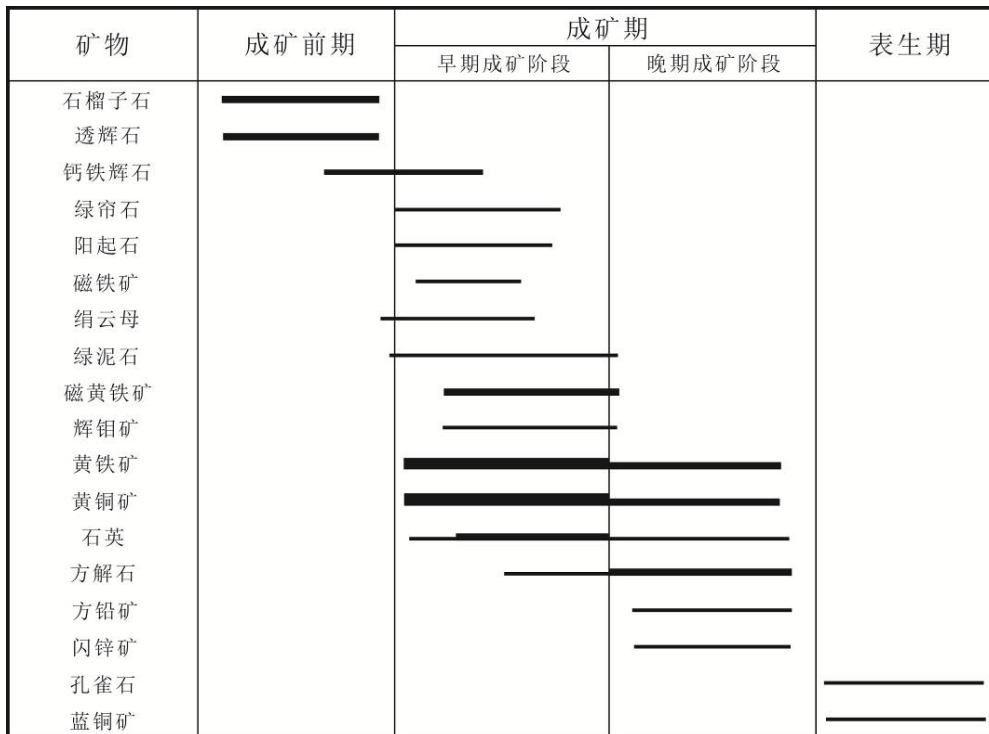 矿物 成矿前期 成矿期 表生期
早期成矿阶段 晚期成矿阶段
石榴子石
透辉石
钙铁辉石
绿帘石
阳起石
磁铁矿
绢云母
绿泥石
磁黄铁矿
辉钼矿
黄铁矿
黄铜矿
石英
方解石
方铅矿
闪锌矿
孔雀石
蓝铜矿